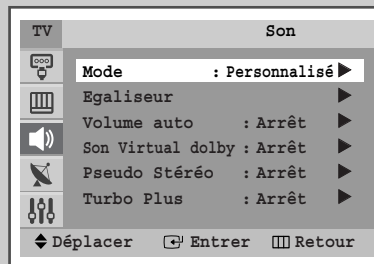 TV Son
Mode : Personnalisé
Egaliseur
Volume auto : Arrêt
Son Virtual dolby : Arrêt
Pseudo Stéréo : Arrêt
Turbo Plus : Arrêt
Déplacer Entrer Retour